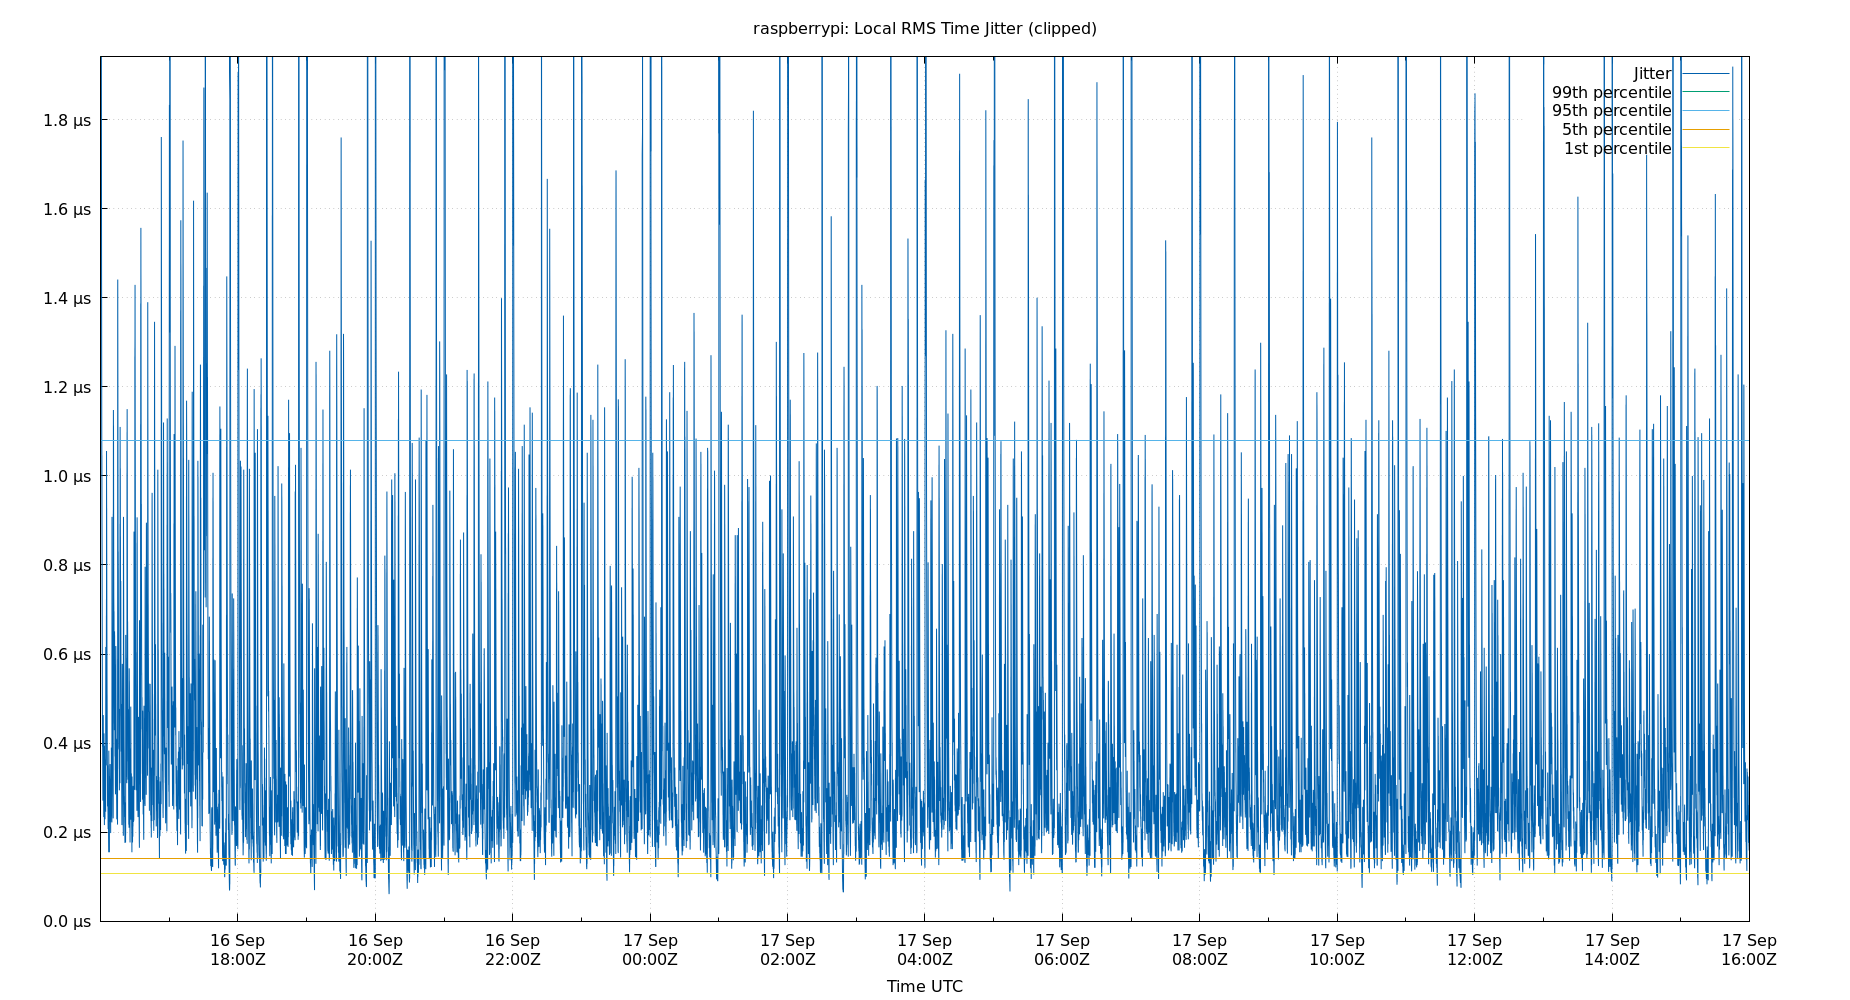 raspberrypi: Local RMS Time Jitter (clipped)
Jitter
99th percentile
95th percentile
5th percentile
1st percentile
1.8 μs
1.6 μs
1.4 μs
1.2 μs
1.0 μs
0.8 μs
0.6 μs
0.4 μs
0.2 μs
0.0 μs
16 Sep 16 Sep 16 Sep 17 Sep 17 Sep 17 Sep 17 Sep 17 Sep 17 Sep 17 Sep 17 Sep 17 Sep
18:00Z 20:00Z 22:00Z 00:00Z 02:00Z 04:00Z 06:00Z 08:00Z 10:00Z 12:00Z 14:00Z 16:00Z
Time UTC